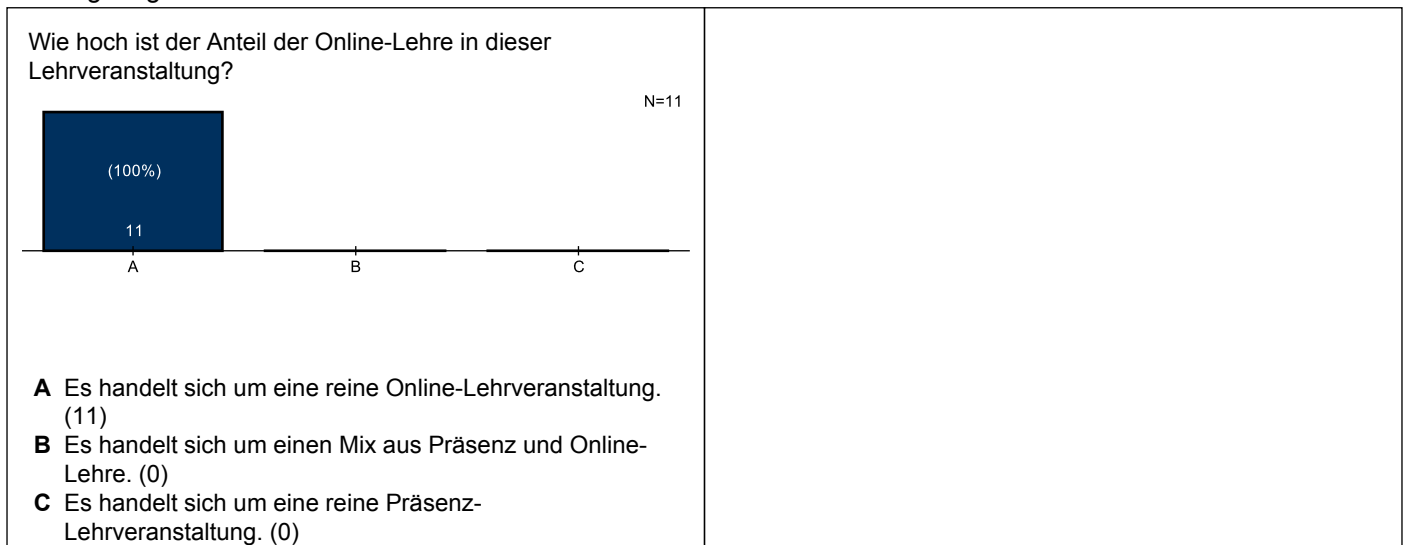 Wie hoch ist der Anteil der Online-Lehre in dieser
Lehrveranstaltung?
N=11
(100%)
11
A
B
C
A Es handelt sich um eine reine Online-Lehrveranstaltung.
(11)
B Es handelt sich um einen Mix aus Präsenz und Online-
Lehre. (0)
C Es handelt sich um eine reine Präsenz-
Lehrveranstaltung. (0)